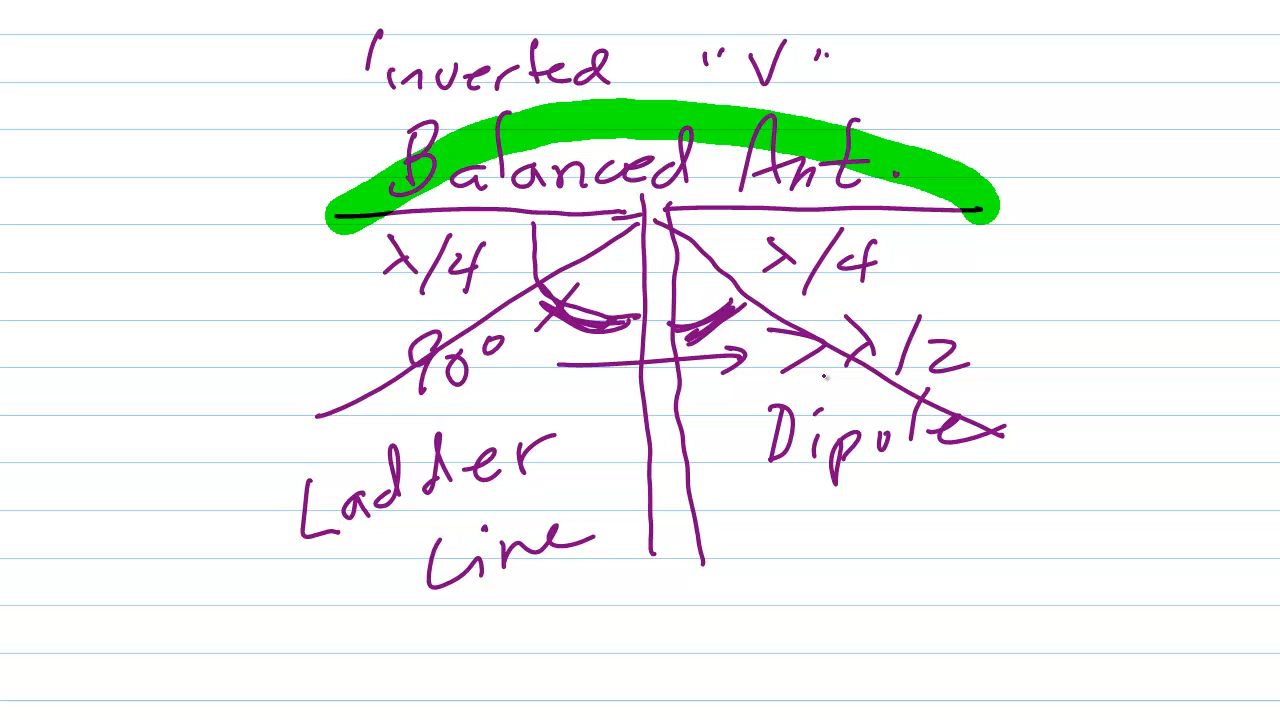 Inverted "V"
Balanced Ant.
λ/4 λ/4
90° λ/2
Dipole
Ladder
Line